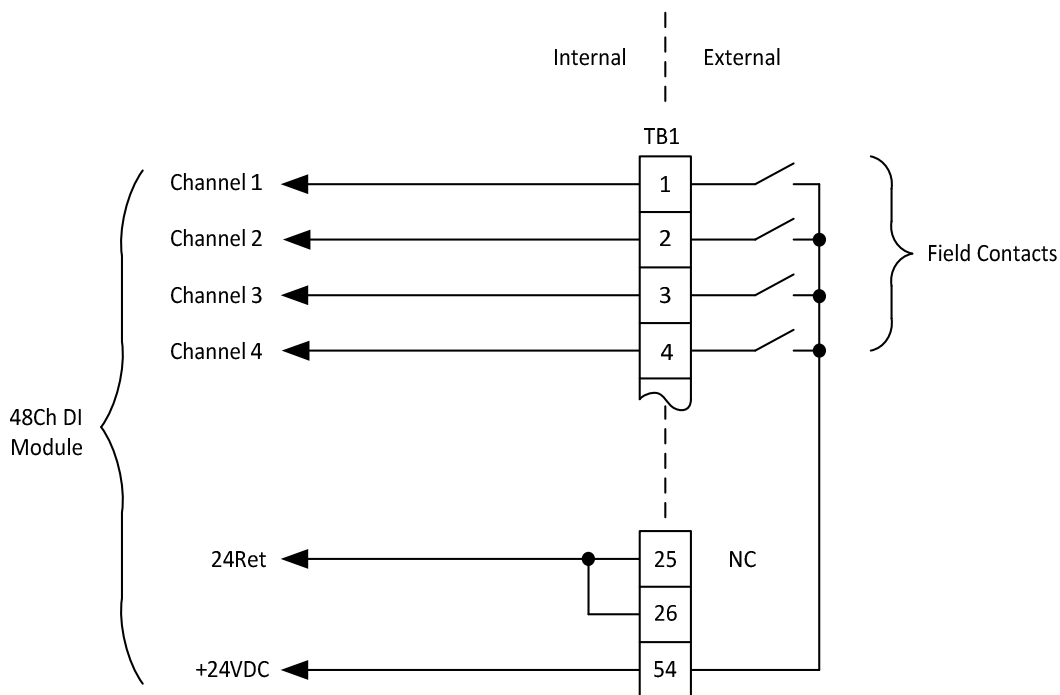 Internal
External
TB1
Channel 1
1
Channel 2
2
Field Contacts
Channel 3
3
Channel 4
4
48Ch DI
Module
24Ret
25
NC
26
+24VDC
54